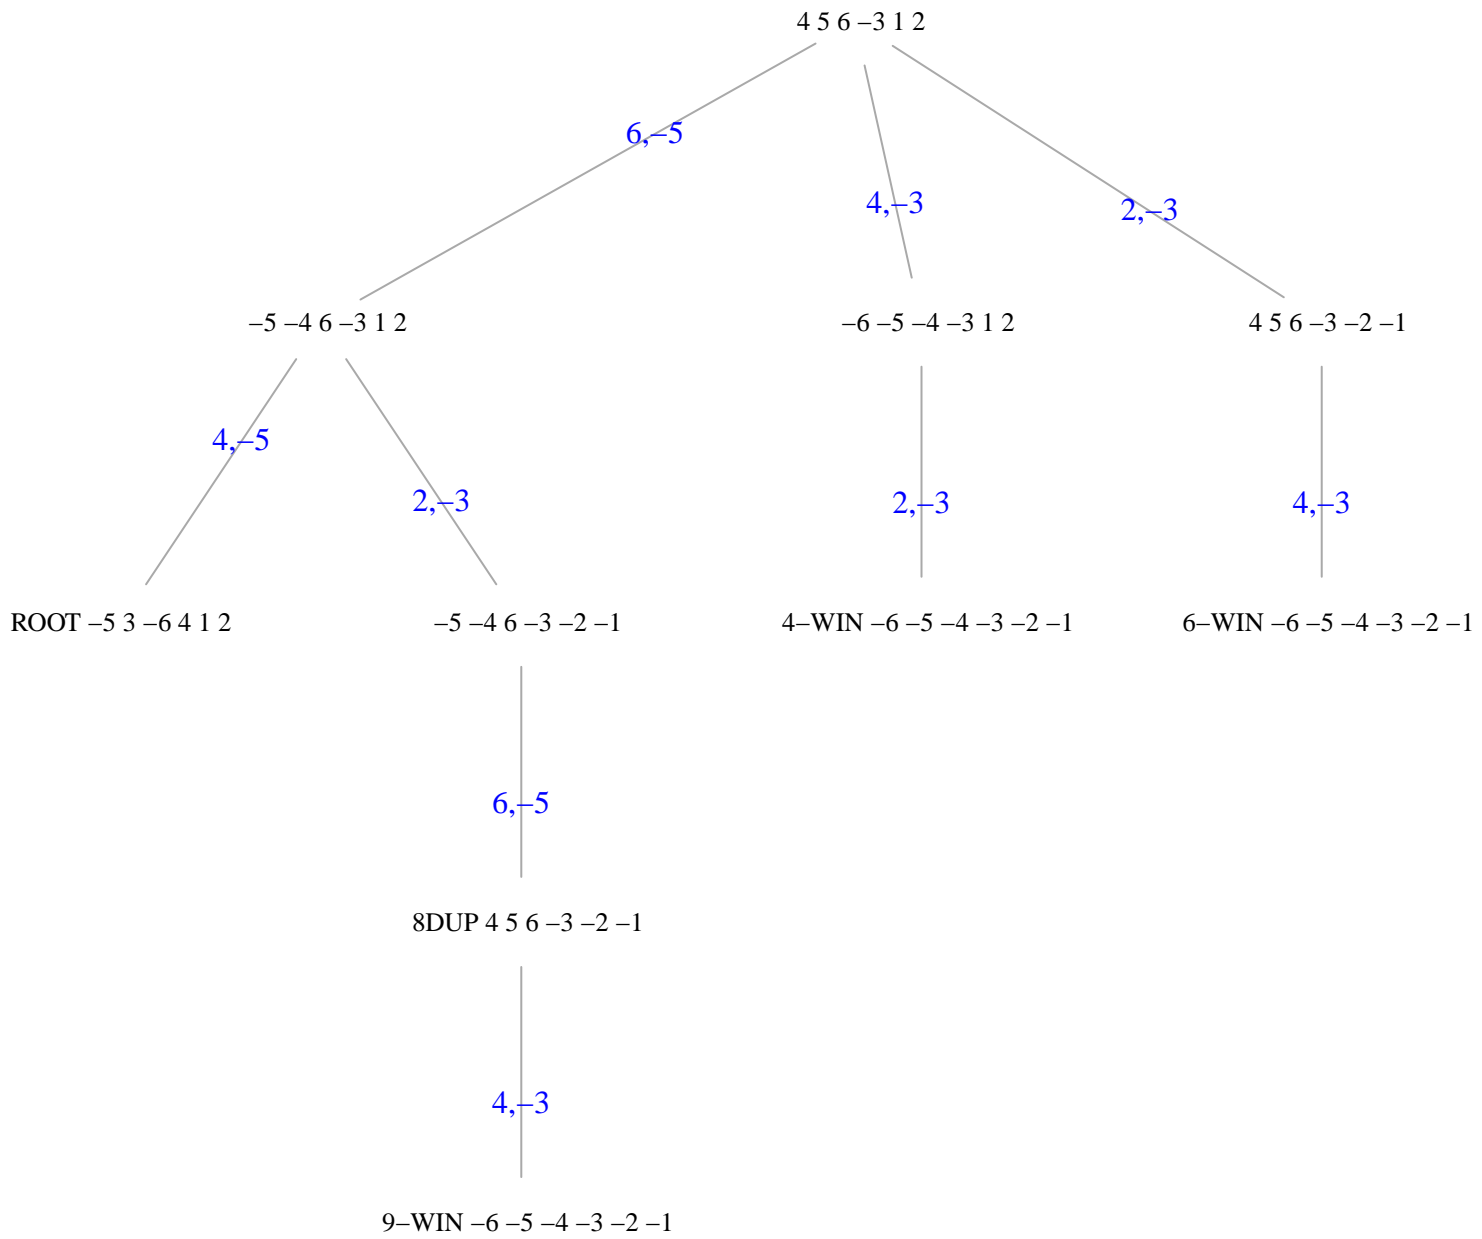 4 5 6 –3 1 2
6,–5
4,–3
2,–3
–5 –4 6 –3 1 2
–6 –5 –4 –3 1 2
4 5 6 –3 –2 –1
4,–5
2,–3
2,–3
4,–3
ROOT –5 3 –6 4 1 2
–5 –4 6 –3 –2 –1
4–WIN –6 –5 –4 –3 –2 –1
6–WIN –6 –5 –4 –3 –2 –1
6,–5
8DUP 4 5 6 –3 –2 –1
4,–3
9–WIN –6 –5 –4 –3 –2 –1